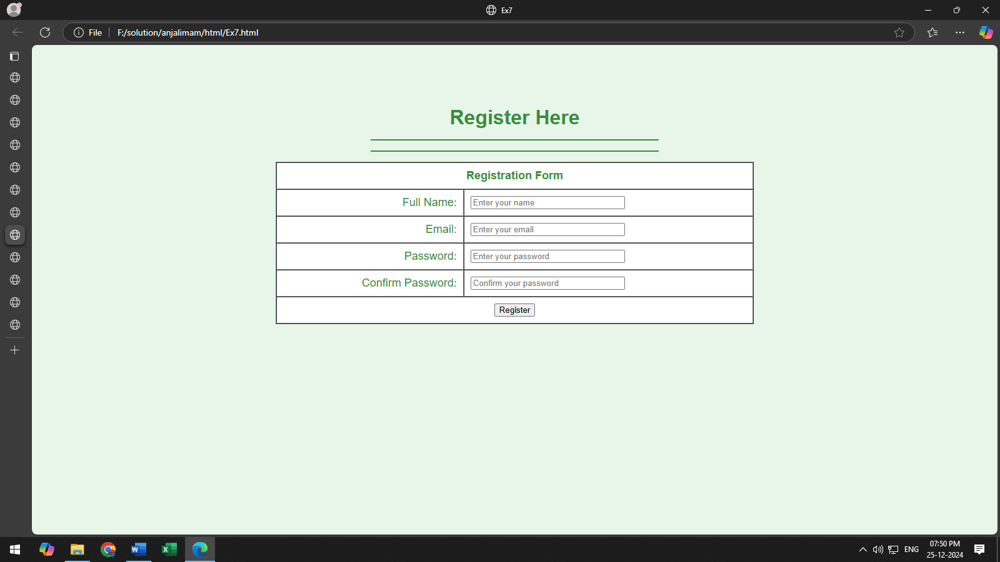 Ex7
File
F:/solution/anjalimam/html/Ex7.html
Register Here
Registration Form
Full Name: Enter your name
Email: Enter your email
Password: Enter your password
Confirm Password: Confirm your password
Register
ENG
07:50 PM
25-12-2024